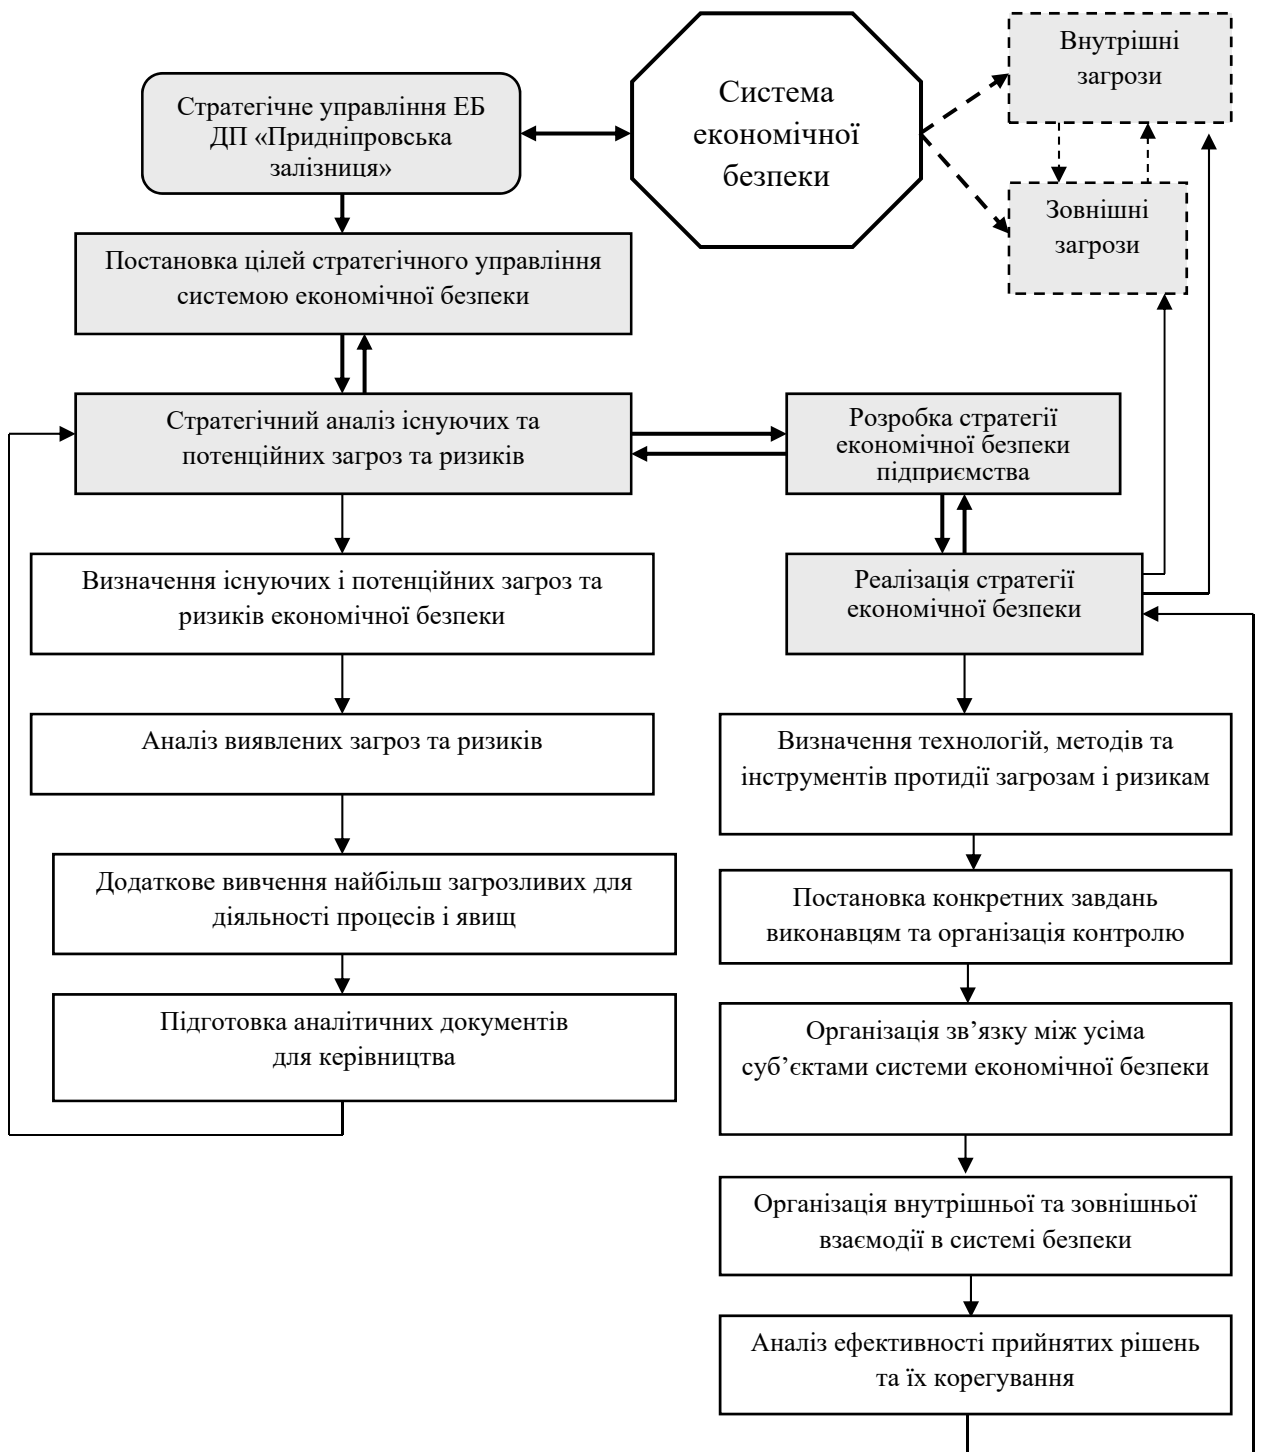 Внутрішні
загрози
Система
економічної
безпеки
Стратегічне управління ЕБ
ДП «Придніпровська
залізниця»
Зовнішні
загрози
Постановка цілей стратегічного управління
системою економічної безпеки
Стратегічний аналіз існуючих та
потенційних загроз та ризиків
Розробка стратегії
економічної безпеки
підприємства
Визначення існуючих і потенційних загроз та
ризиків економічної безпеки
Реалізація стратегії
економічної безпеки
Аналіз виявлених загроз та ризиків
Визначення технологій, методів та
інструментів протидії загрозам і ризикам
Додаткове вивчення найбільш загрозливих для
діяльності процесів і явищ
Постановка конкретних завдань
виконавцям та організація контролю
Підготовка аналітичних документів
для керівництва
Організація зв’язку між усіма
суб’єктами системи економічної безпеки
Організація внутрішньої та зовнішньої
взаємодії в системі безпеки
Аналіз ефективності прийнятих рішень
та їх корегування